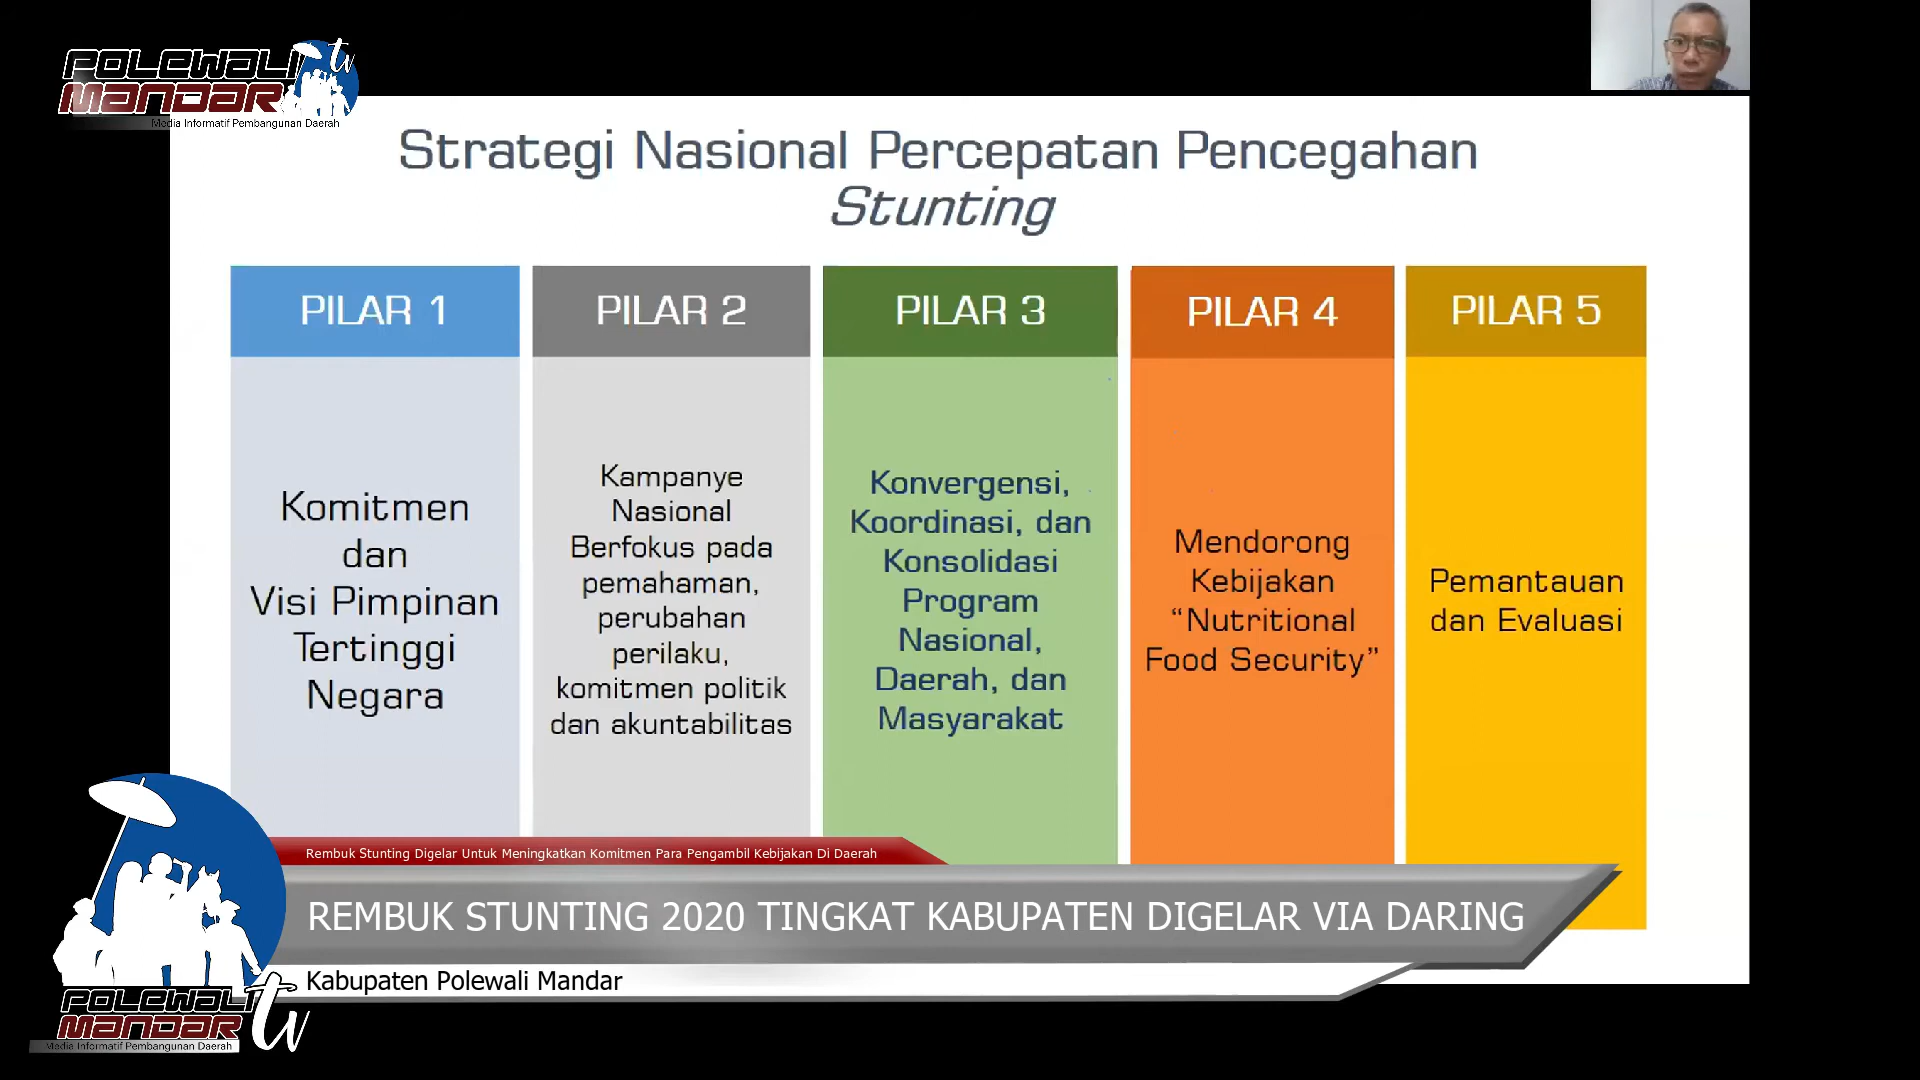 POLEWALI tv
MANDAR
Media Informatif Pembangunan Daerah
Strategi Nasional Percepatan Pencegahan
Stunting
PILAR 1
Komitmen
dan
Visi Pimpinan
Tertinggi
Negara
PILAR 2
Kampanye
Nasional
Berfokus pada
pemahaman,
perubahan
perilaku,
komitmen politik
dan akuntabilitas
PILAR 3
Konvergensi,
Koordinasi, dan
Konsolidasi
Program
Nasional,
Daerah, dan
Masyarakat
PILAR 4
Mendorong
Kebijakan
“Nutritional
Food Security”
PILAR 5
Pemantauan
dan Evaluasi
Rembuk Stunting Digelar Untuk Meningkatkan Komitmen Para Pengambil Kebijakan Di Daerah
REMBUK STUNTING 2020 TINGKAT KABUPATEN DIGELAR VIA DARING
Kabupaten Polewali Mandar
POLEWALI tv
MANDAR
Media Informatif Pembangunan Daerah